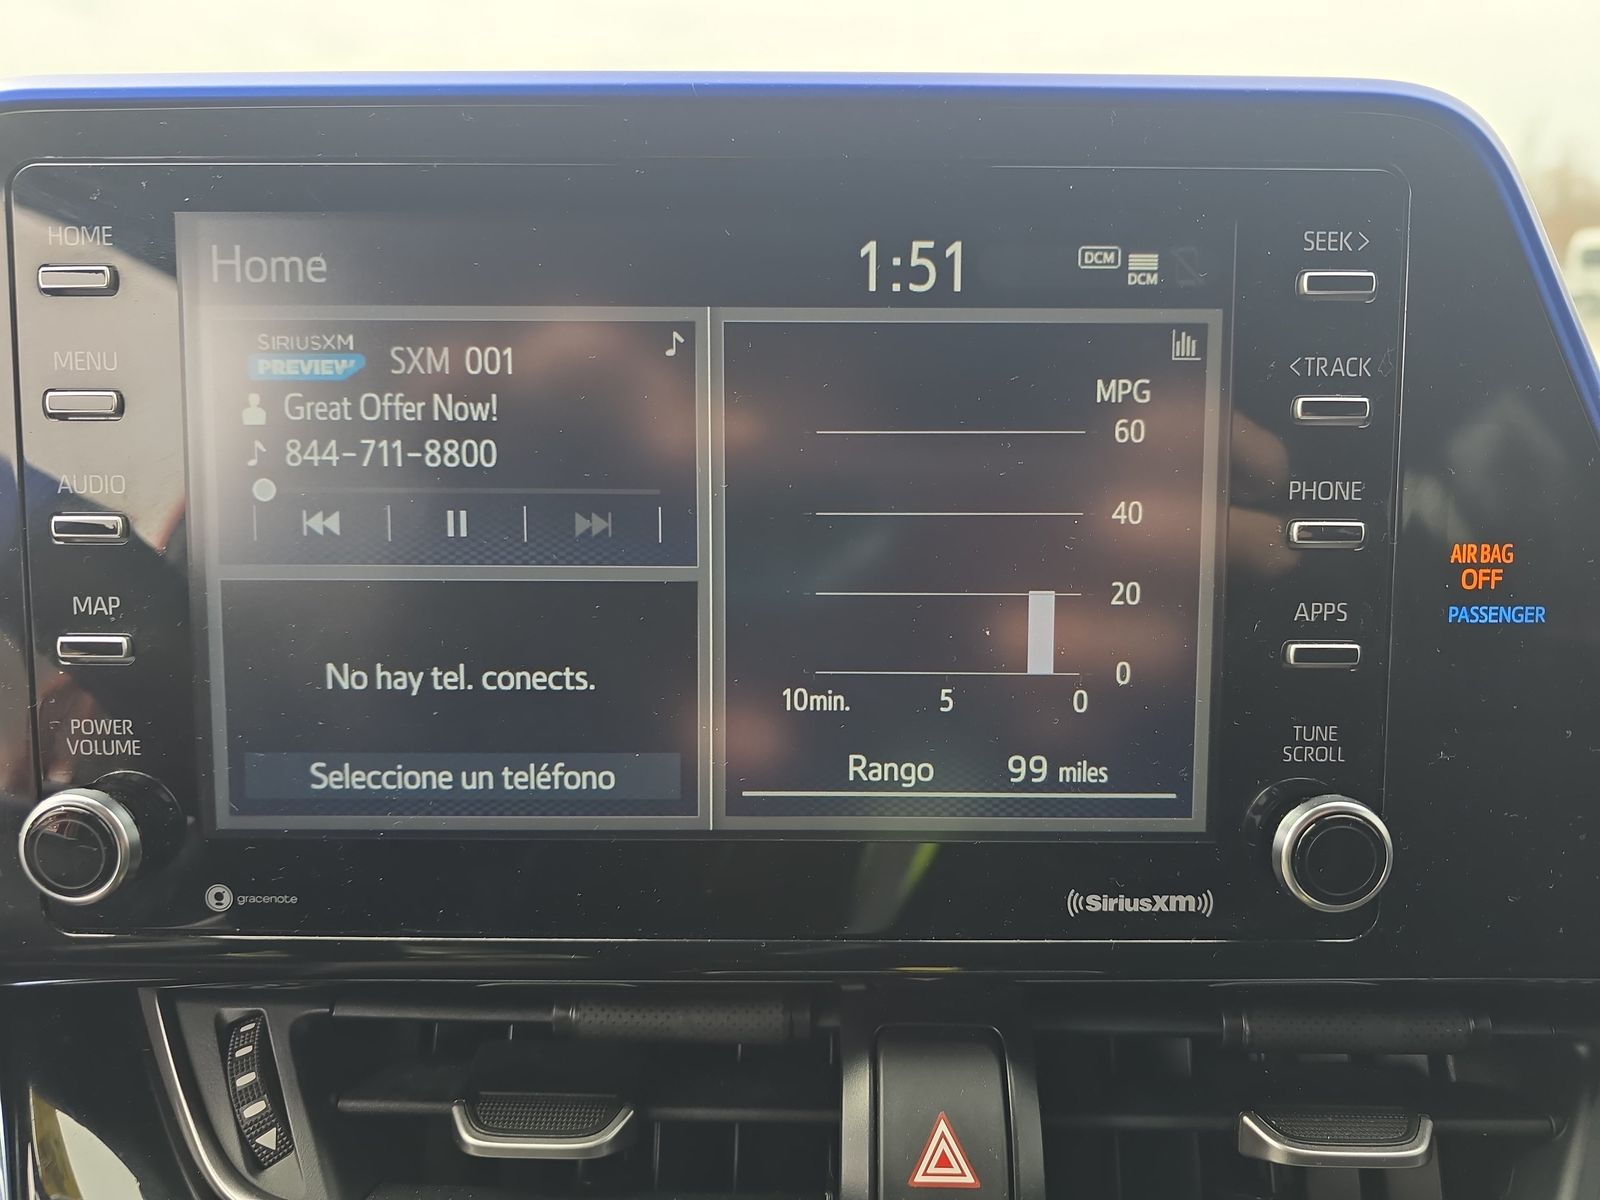 HOME
MENU
AUDIO
MAP
POWER
VOLUME
Home
1:51
DCM
DCM
SIRIUSXM
PREVIEW
SXM 001
Great Offer Now!
844-711-8800
No hay tel. conects.
Seleccione un teléfono
MPG
60
40
20
0
10min. 5 0
Rango 99 miles
SEEK >
< TRACK
PHONE
APPS
TUNE
SCROLL
AIR BAG
OFF
PASSENGER
gracenote
SiriusXM